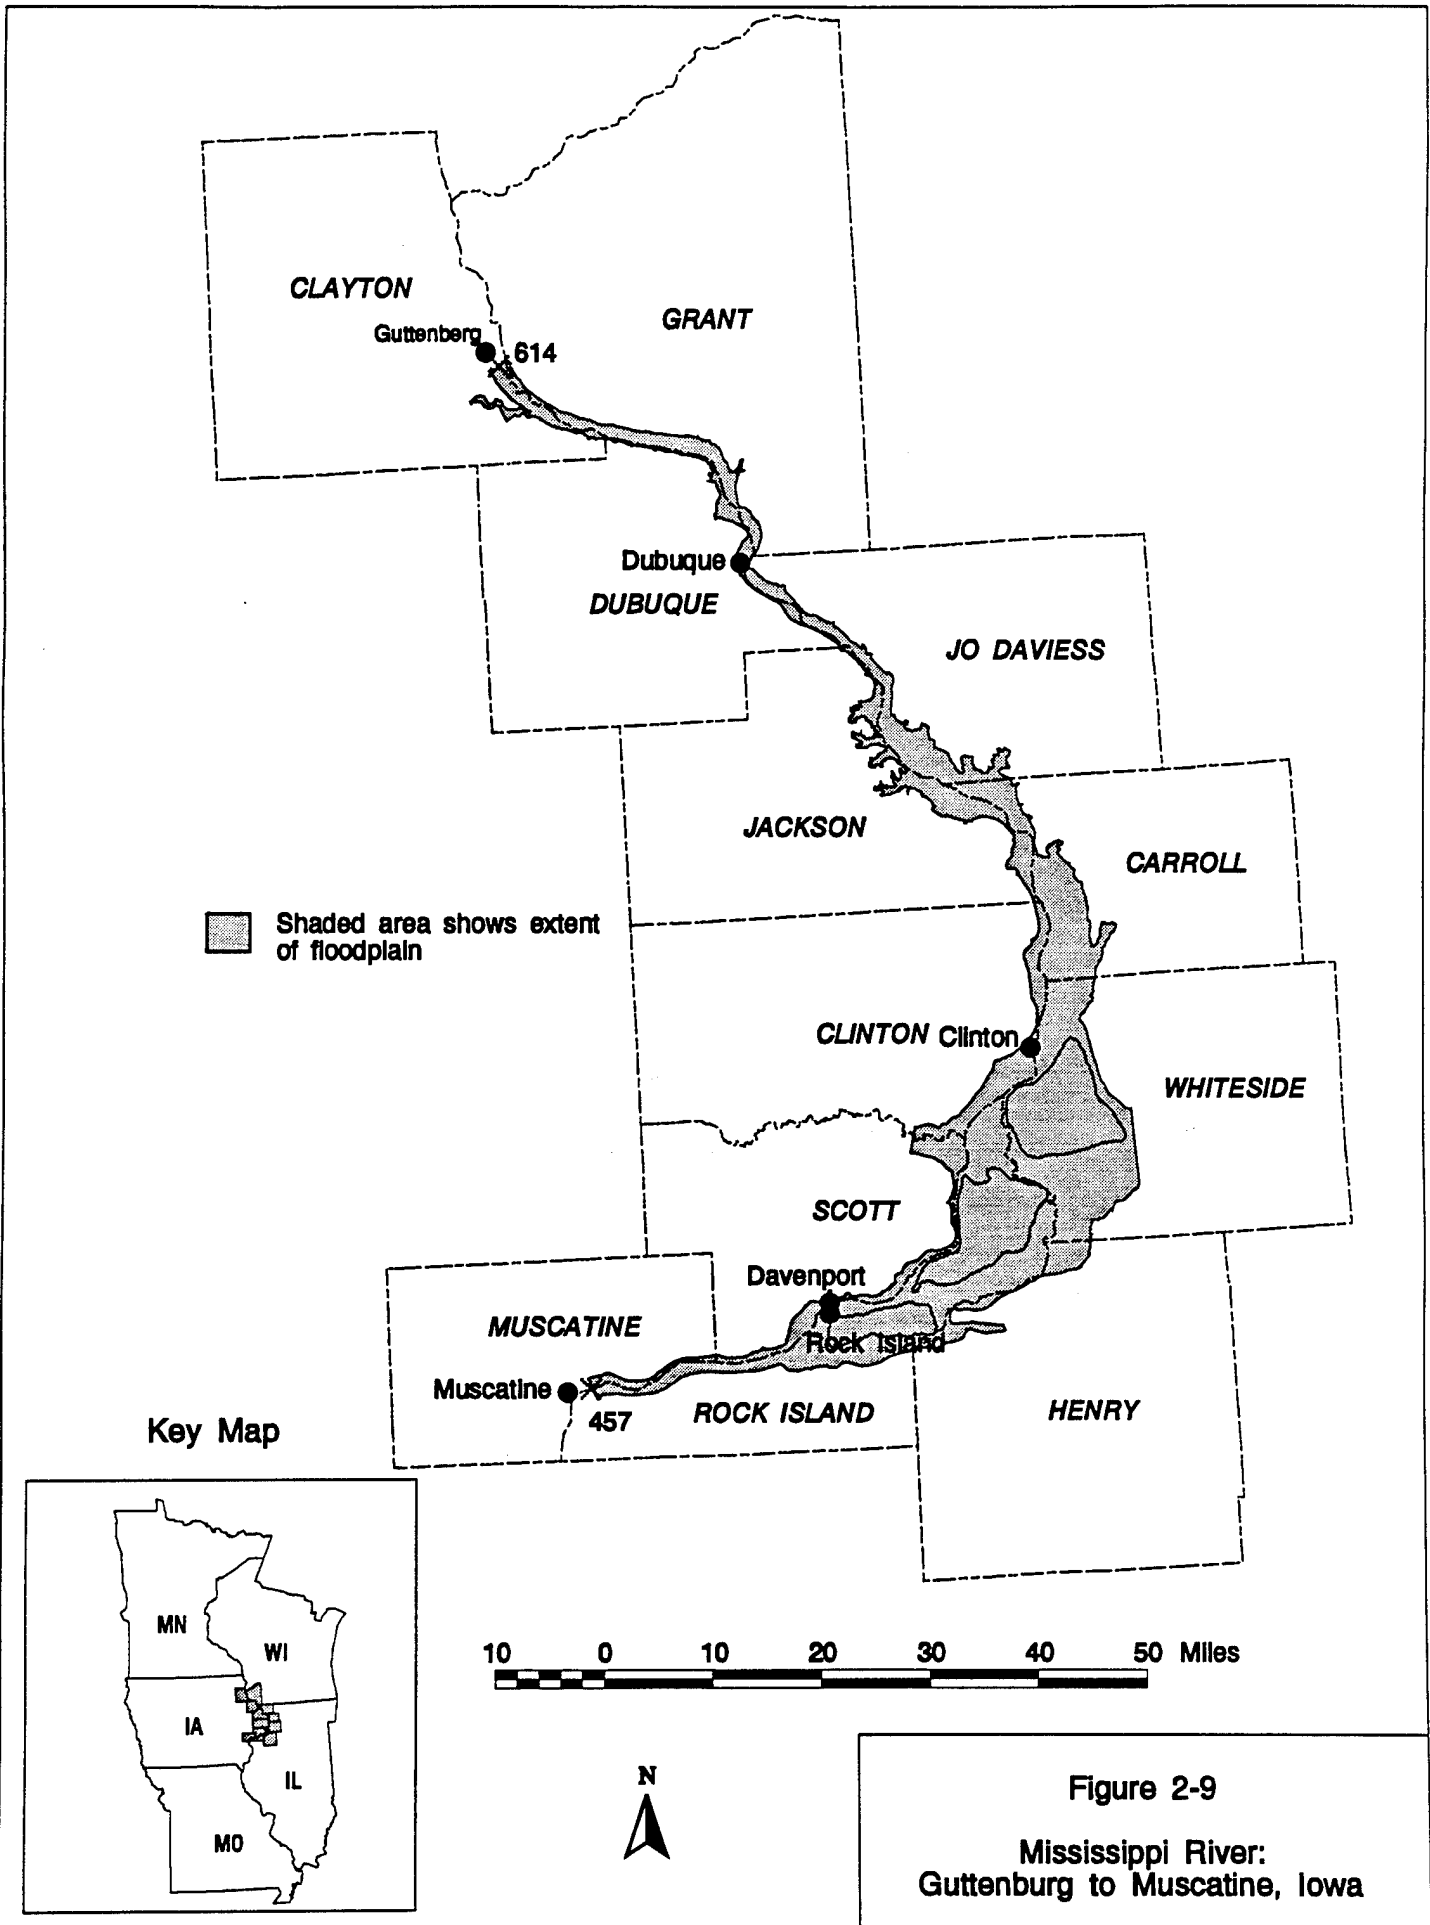 CLAYTON
GRANT
Guttenberg
614
Dubuque
DUBUQUE
JO DAVIESS
JACKSON
CARROLL
Shaded area shows extent
of floodplain
CLINTON Clinton
WHITESIDE
SCOTT
Davenport
MUSCATINE
Rock Island
Muscatine
457
ROCK ISLAND
HENRY
Key Map
MN
WI
IA
IL
MO
10 0 10 20 30 40 50 Miles
N
Figure 2-9
Mississippi River:
Guttenburg to Muscatine, Iowa